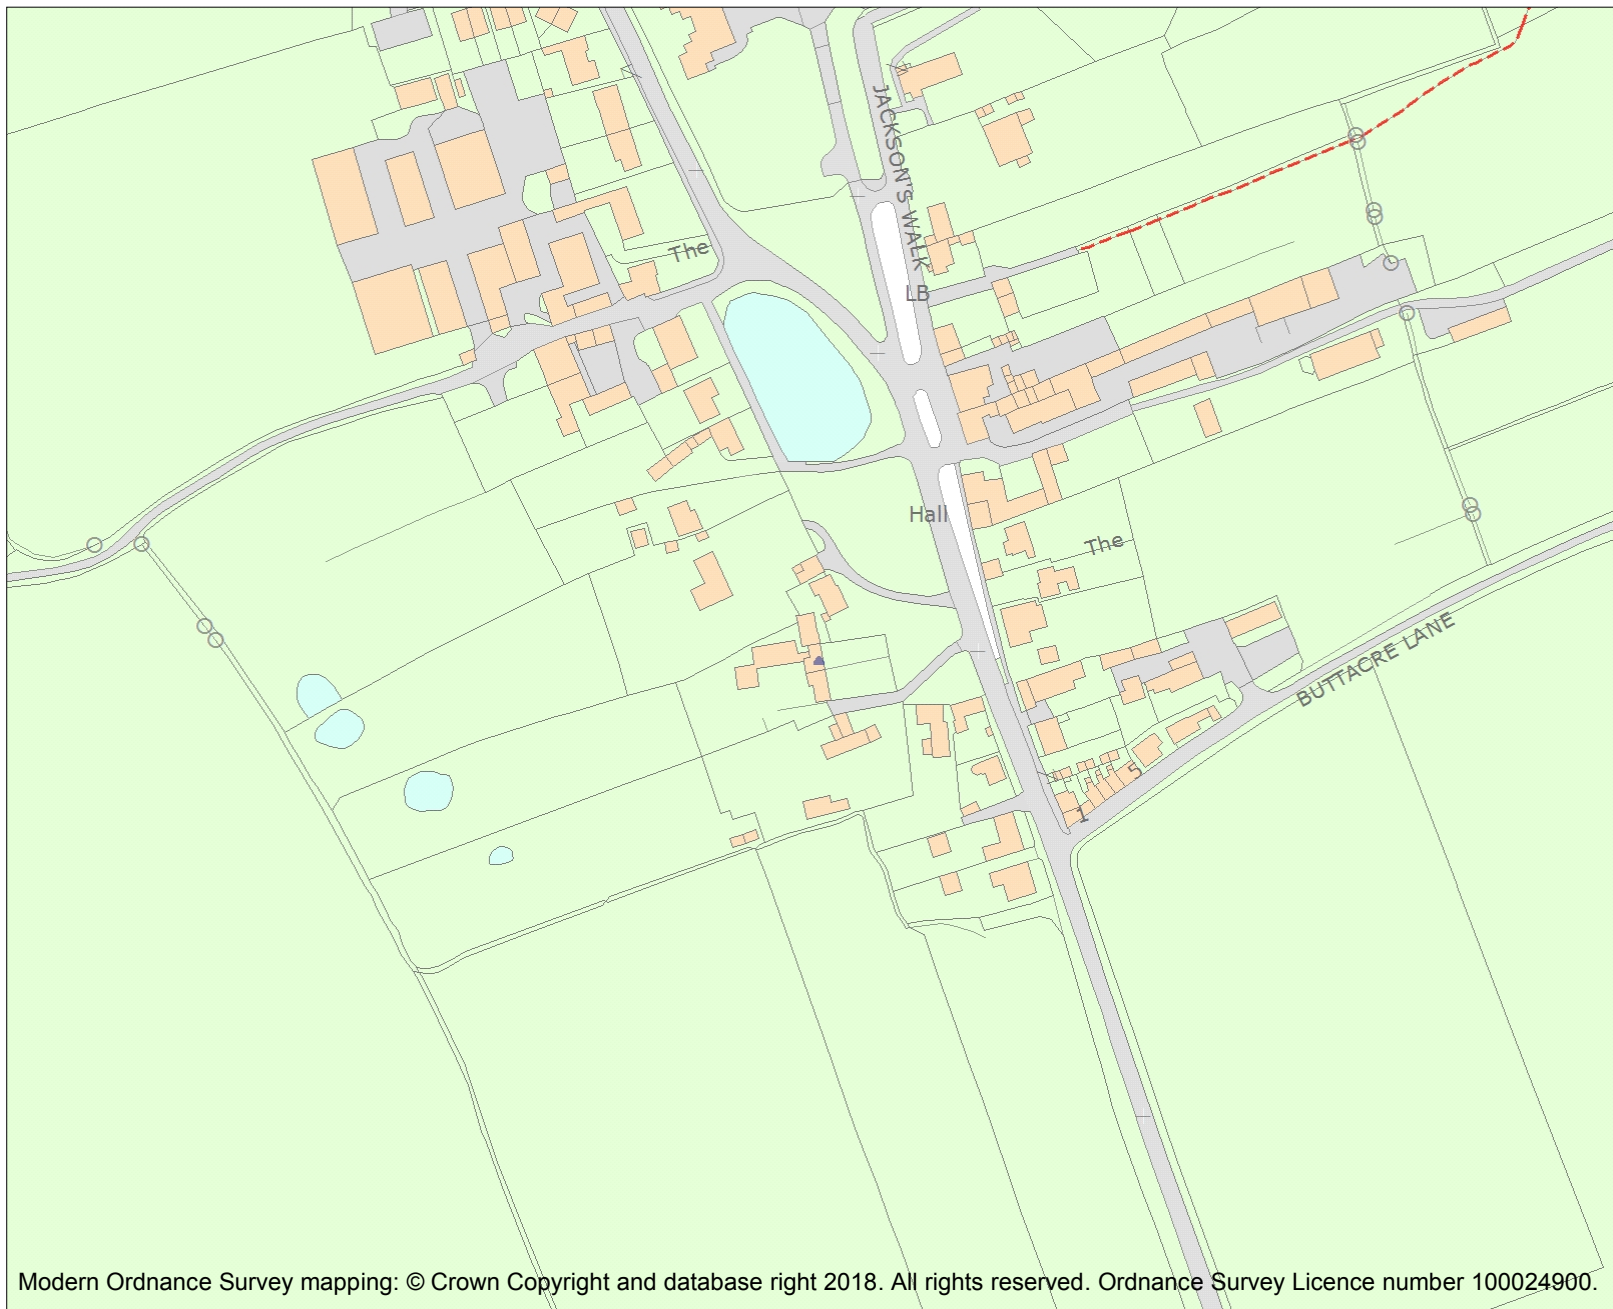 JACKSON'S WALK
The
LB
Hall
The
BUTTACRE LANE
5
1
Modern Ordnance Survey mapping: © Crown Copyright and database right 2018. All rights reserved. Ordnance Survey Licence number 100024900.